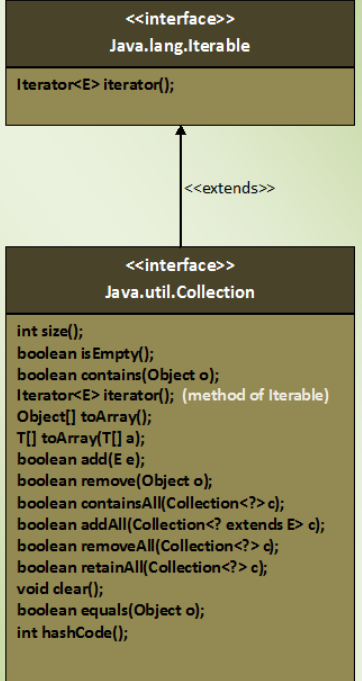 <<interface>>
Java.lang.Iterable
Iterator<E> iterator();
<<extends>>
<<interface>>
Java.util.Collection
int size();
boolean isEmpty();
boolean contains(Object o);
Iterator<E> iterator(); (method of Iterable)
Object[] toArray();
T[] toArray(T[] a);
boolean add(E e);
boolean remove(Object o);
boolean containsAll(Collection<?> c);
boolean addAll(Collection<? extends E> c);
boolean removeAll(Collection<?> c);
boolean retainAll(Collection<?> c);
void clear();
boolean equals(Object o);
int hashCode();